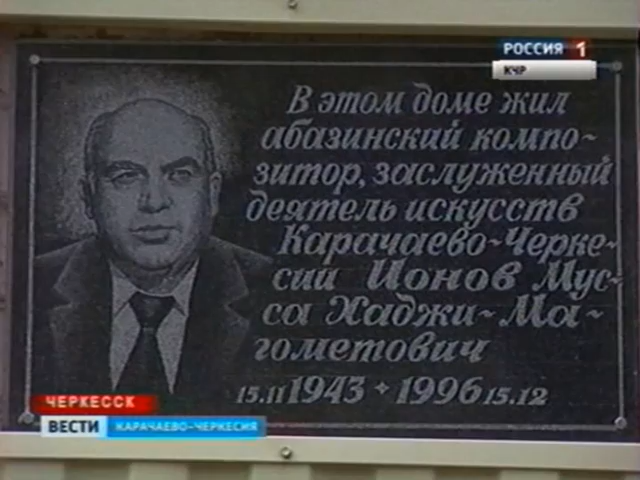 РОССИЯ 1
КЧР
В этом доме жил
абазинский компо-
зитор, заслуженный
деятель искусств
Карачаево-Черке-
сии Ионов Мус-
са Хаджи-Ма-
гометович
15.11 1943 + 1996 15.12
ЧЕРКЕССК
ВЕСТИ КАРАЧАЕВО-ЧЕРКЕСИЯ